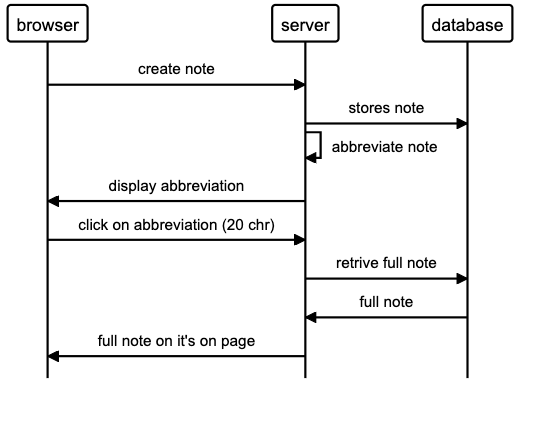 browser
server
database
create note
stores note
abbreviate note
display abbreviation
click on abbreviation (20 chr)
retrive full note
full note
full note on it's on page